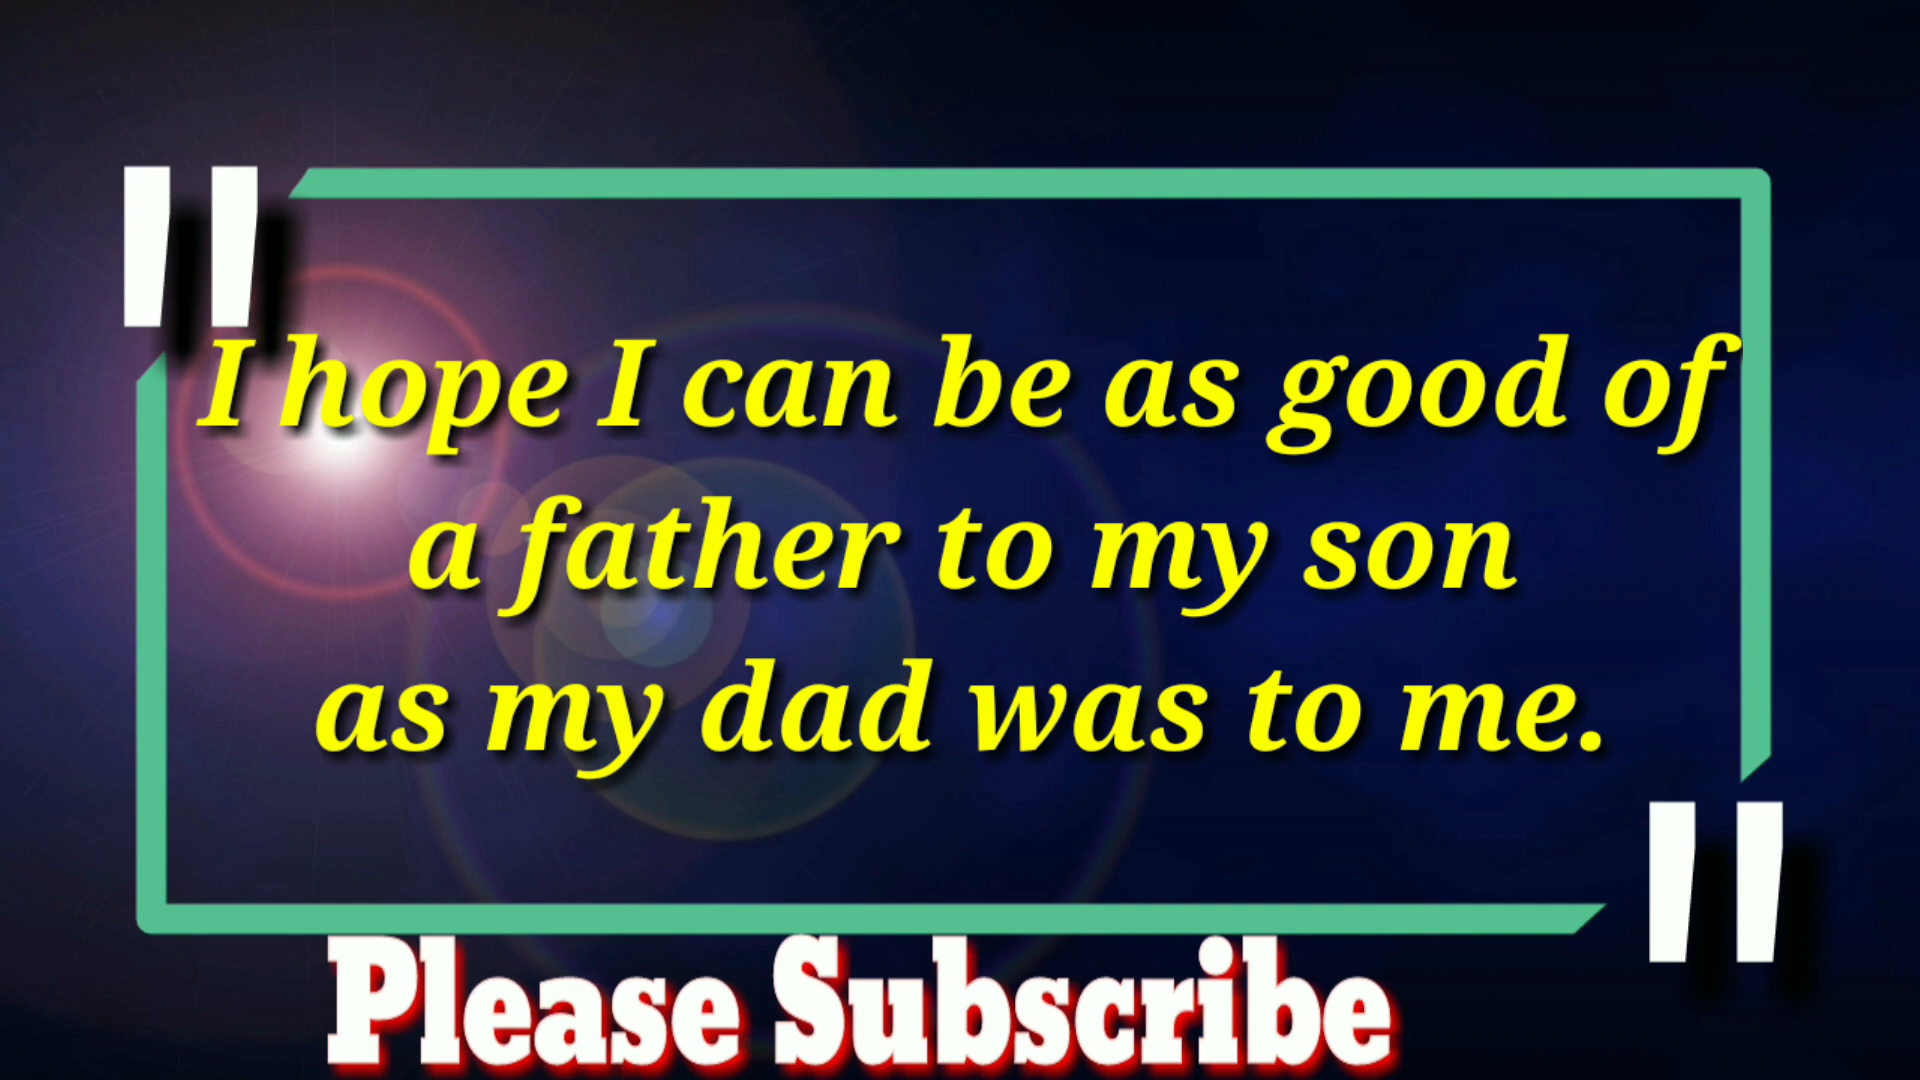 "
I hope I can be as good of
a father to my son
as my dad was to me.
"
Please Subscribe